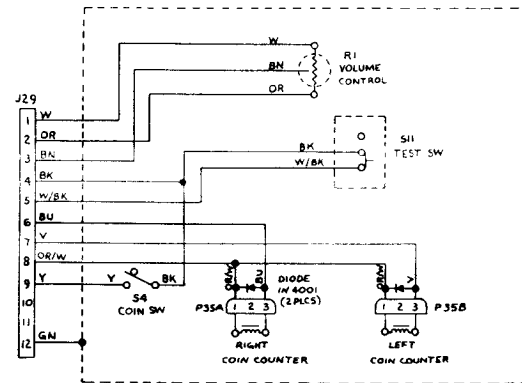 W
R1
VOLUME
CONTROL
BN
OR
J29
1 W
2 OR
3 BN
4 BK
5 W/BK
6 BU
7 V
8 OR/W
9 Y
10
11
12 GN
BK
W/BK
S11
TEST SW
Y
BK
S4
COIN SW
OR/W
BU
DIODE
IN 4001
(2 PLCS)
OR/W
V
P35A
1 2 3
1 2 3
P35B
RIGHT
COIN COUNTER
LEFT
COIN COUNTER